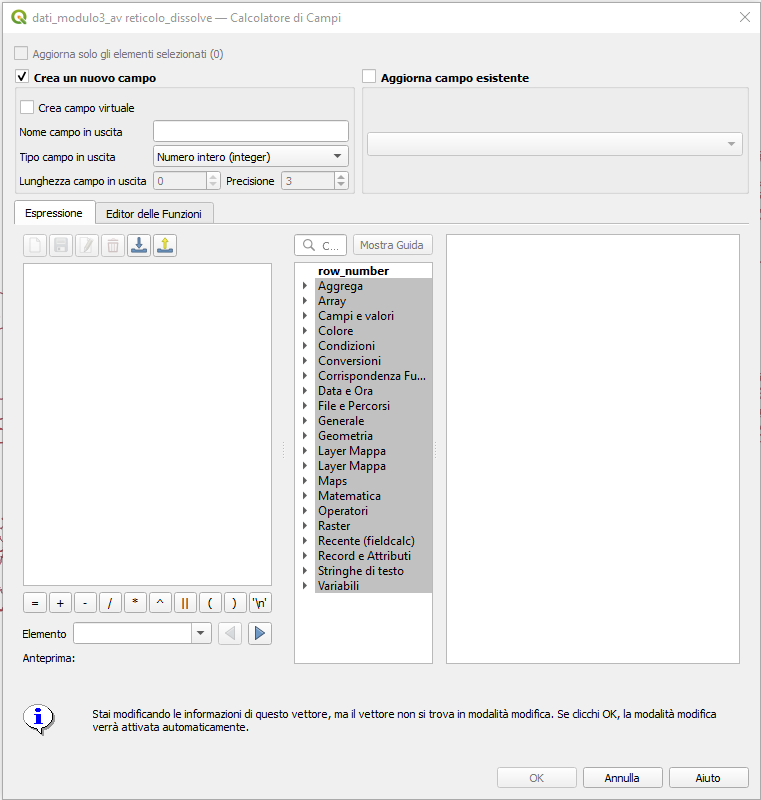 dati_modulo3_av reticolo_dissolve — Calcolatore di Campi
Aggiorna solo gli elementi selezionati (0)
Crea un nuovo campo
Aggiorna campo esistente
Crea campo virtuale
Nome campo in uscita
Tipo campo in uscita Numero intero (integer)
Lunghezza campo in uscita 0 Precisione 3
Espressione Editor delle Funzioni
C... Mostra Guida
row_number
Aggrega
Array
Campi e valori
Colore
Condizioni
Conversioni
Corrispondenza Fu...
Data e Ora
File e Percorsi
Generale
Geometria
Layer Mappa
Layer Mappa
Maps
Matematica
Operatori
Raster
Recente (fieldcalc)
Record e Attributi
Stringhe di testo
Variabili
= + - / * ^ || ( ) '\n'
Elemento
Anteprima:
Stai modificando le informazioni di questo vettore, ma il vettore non si trova in modalità modifica. Se clicchi OK, la modalità modifica
verrà attivata automaticamente.
OK Annulla Aiuto